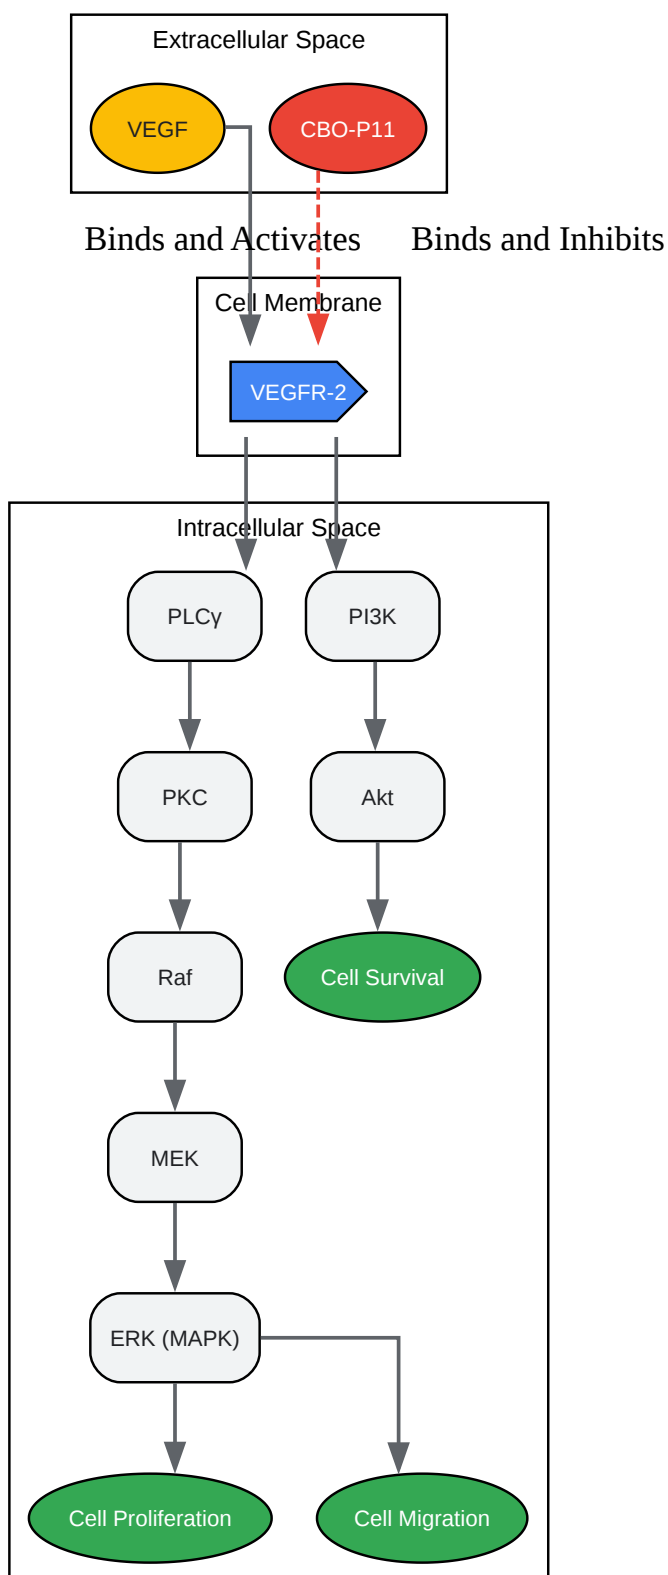 Extracellular Space
VEGF
CBO-P11
Binds and Activates
Binds and Inhibits
Cell Membrane
VEGFR-2
Intracellular Space
PLCγ
PI3K
PKC
Akt
Raf
Cell Survival
MEK
ERK (MAPK)
Cell Proliferation
Cell Migration